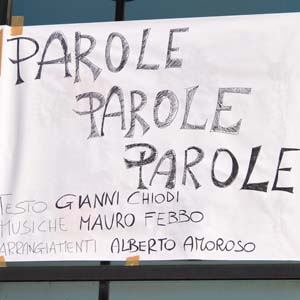 PAROLE
PAROLE
PAROLE
TESTO GIANNI CHIODI
MUSICHE MAURO FEBBO
ARRANGIAMENTI ALBERTO AMOROSO